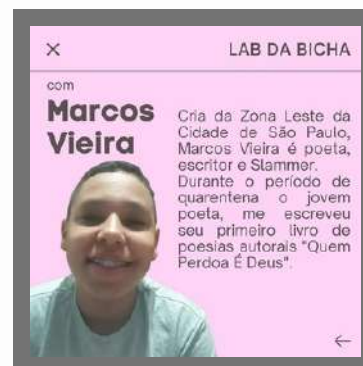 LAB DA BICHA
com
Marcos
Vieira
Cria da Zona Leste da
Cidade de São Paulo,
Marcos Vieira é poeta,
escritor e Slammer.
Durante o período de
quarentena o jovem
poeta, me escreveu
seu primeiro livro de
poesias autorais "Quem
Perdoa É Deus".